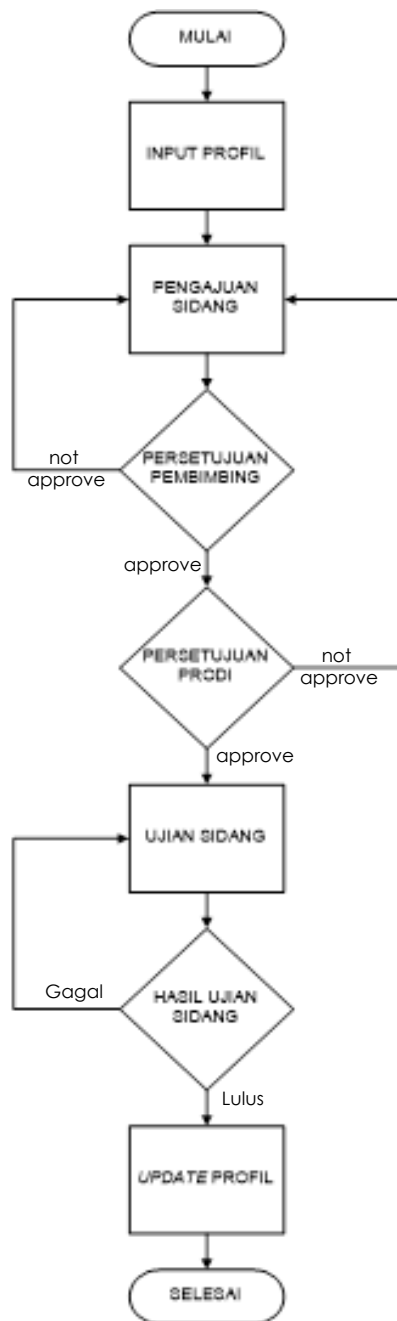 MULAI
INPUT PROFIL
PENGAJUAN
SIDANG
PERSETUJUAN
PEMBIMBING
not
approve
approve
PERSETUJUAN
PRODI
not
approve
approve
UJIAN SIDANG
HASIL UJIAN
SIDANG
Gagal
Lulus
UPDATE PROFIL
SELESAI